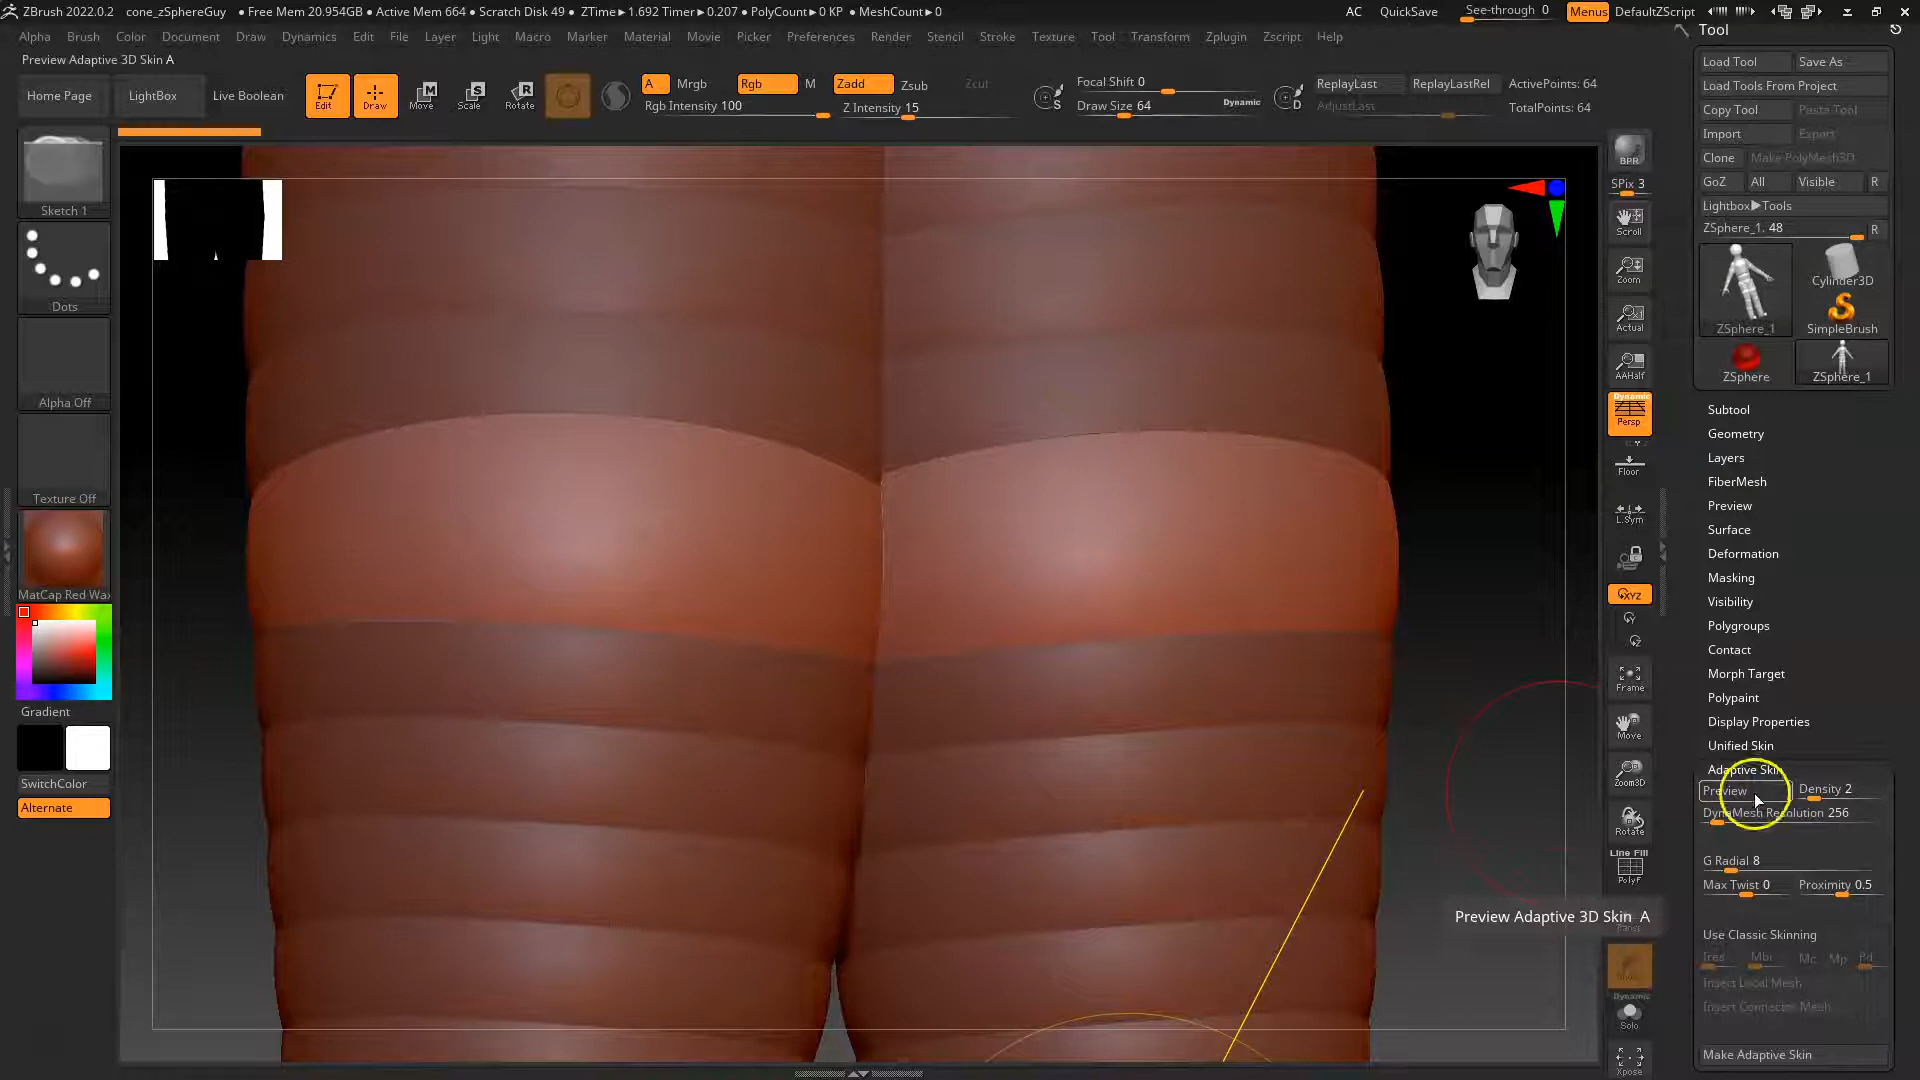 ZBrush 2022.0.2 cone_zSphereGuy • Free Mem 20.954GB • Active Mem 664 • Scratch Disk 49 • ZTime▸1.692 Timer▸0.207 • PolyCount▸0 KP • MeshCount▸0 AC QuickSave See-through 0 Menus DefaultZScript
Alpha Brush Color Document Draw Dynamics Edit File Layer Light Macro Marker Material Movie Picker Preferences Render Stencil Stroke Texture Tool Transform Zplugin Zscript Help
Preview Adaptive 3D Skin A
Home Page LightBox Live Boolean
Edit Draw Move Scale Rotate
M S R
A Mrgb Rgb M Zadd Zsub Zcut
Rgb Intensity 100 Z Intensity 15
Focal Shift 0
Draw Size 64 Dynamic
S D
ReplayLast ReplayLastRel ActivePoints: 64
AdjustLast TotalPoints: 64
Sketch 1
Dots
Alpha Off
Texture Off
MatCap Red Wax
Gradient
SwitchColor
Alternate
BPR
SPix 3
Scroll
Zoom
Actual
AAHalf
Dynamic
Persp
Floor
L.Sym
XYZ
Y
Z
Frame
Move
Zoom3D
Rotate
Line Fill
PolyF
Transp
Dynamic
Solo
Xpose
Preview Adaptive 3D Skin A
Tool
Load Tool Save As
Load Tools From Project
Copy Tool Paste Tool
Import Export
Clone Make PolyMesh3D
GoZ All Visible R
Lightbox▸Tools
ZSphere_1. 48 R
ZSphere_1 Cylinder3D
SimpleBrush
ZSphere ZSphere_1
Subtool
Geometry
Layers
FiberMesh
Preview
Surface
Deformation
Masking
Visibility
Polygroups
Contact
Morph Target
Polypaint
Display Properties
Unified Skin
Adaptive Skin
Preview Density 2
DynaMesh Resolution 256
G Radial 8
Max Twist 0 Proximity 0.5
Use Classic Skinning
Ires Mbr Mc Mp Pd
Insert Local Mesh
Insert Connector Mesh
Make Adaptive Skin